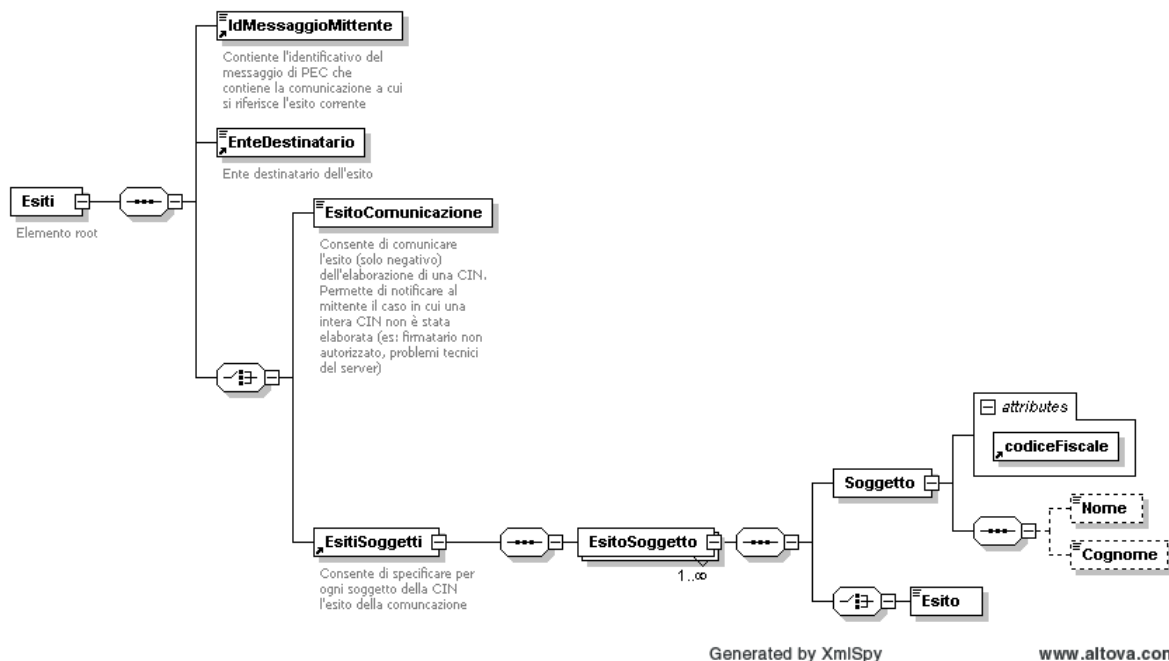 IdMessaggioMittente
Contiente l'identificativo del
messaggio di PEC che
contiene la comunicazione a cui
si riferisce l'esito corrente
EnteDestinatario
Ente destinatario dell'esito
Esiti
Elemento root
EsitoComunicazione
Consente di comunicare
l'esito (solo negativo)
dell'elaborazione di una CIN.
Permette di notificare al
mittente il caso in cui una
intera CIN non è stata
elaborata (es: firmatario non
autorizzato, problemi tecnici
del server)
attributes
codiceFiscale
Soggetto
Nome
Cognome
EsitiSoggetti
Consente di specificare per
ogni soggetto della CIN
l'esito della comuncazione
EsitoSoggetto
1..∞
Esito
Generated by XmlSpy
www.altova.com